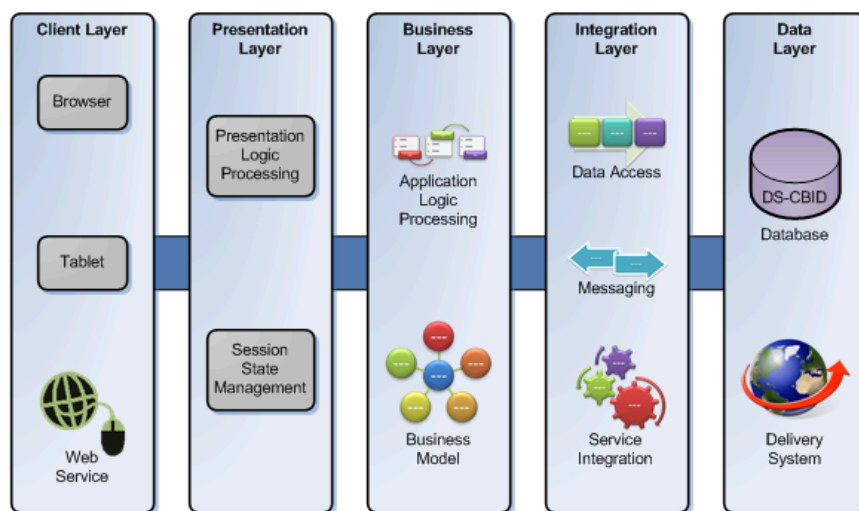 Client Layer
Browser
Tablet
Web
Service
Presentation
Layer
Presentation
Logic
Processing
Session
State
Management
Business
Layer
Application
Logic
Processing
Business
Model
Integration
Layer
--- --- ---
Data Access
--- ---
Messaging
Service
Integration
Data
Layer
DS-CBID
Database
Delivery
System